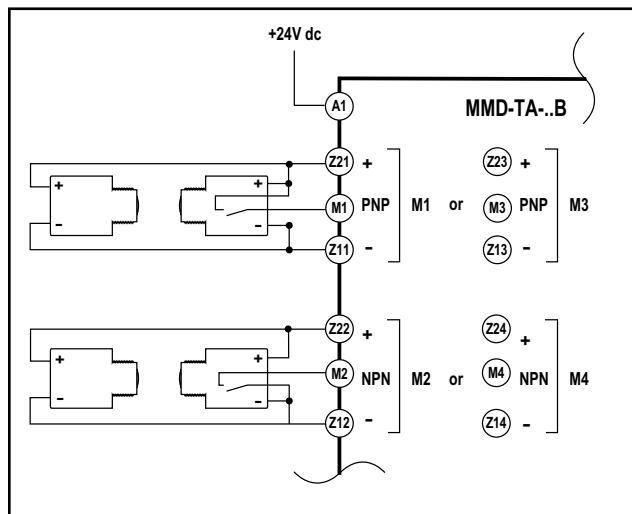 +24V dc
A1 MMD-TA-..B
Z21 + Z23 +
+ +
M1 PNP M1 or M3 PNP M3
- -
Z11 - Z13 -
Z22 + Z24 +
+ +
M2 NPN M2 or M4 NPN M4
- -
Z12 - Z14 -